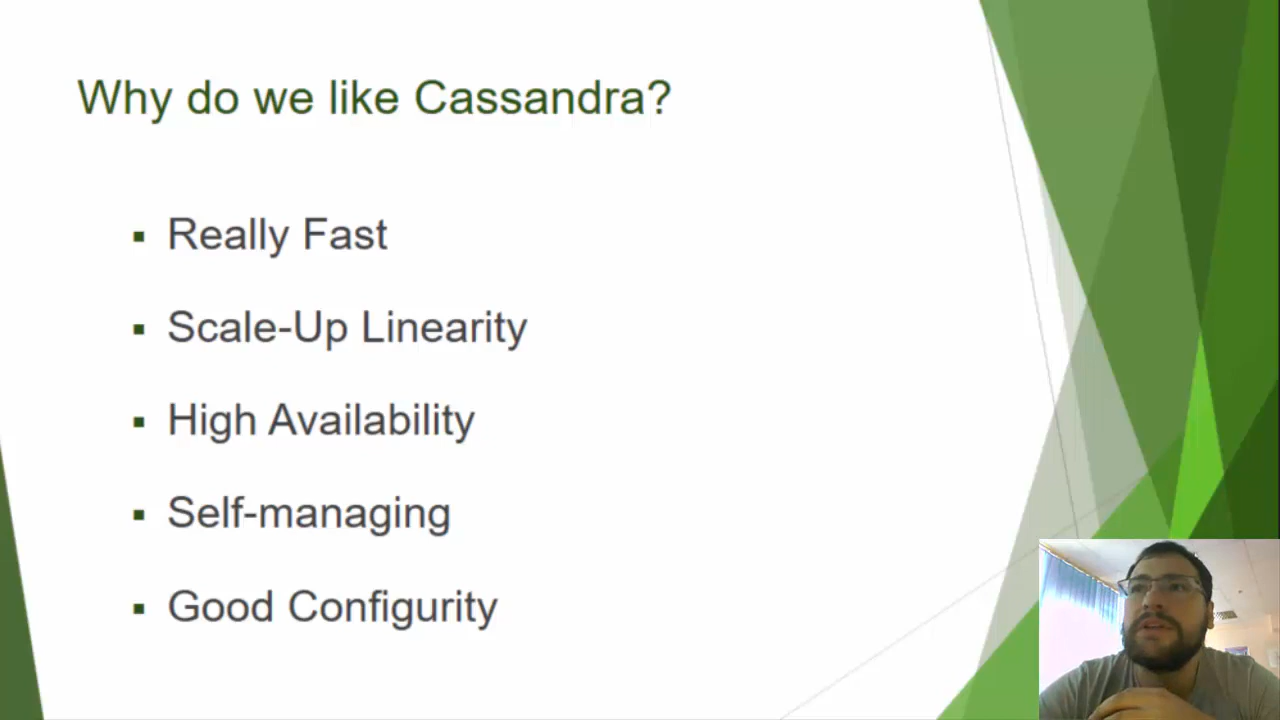 Why do we like Cassandra?
Really Fast
Scale-Up Linearity
High Availability
Self-managing
Good Configurity